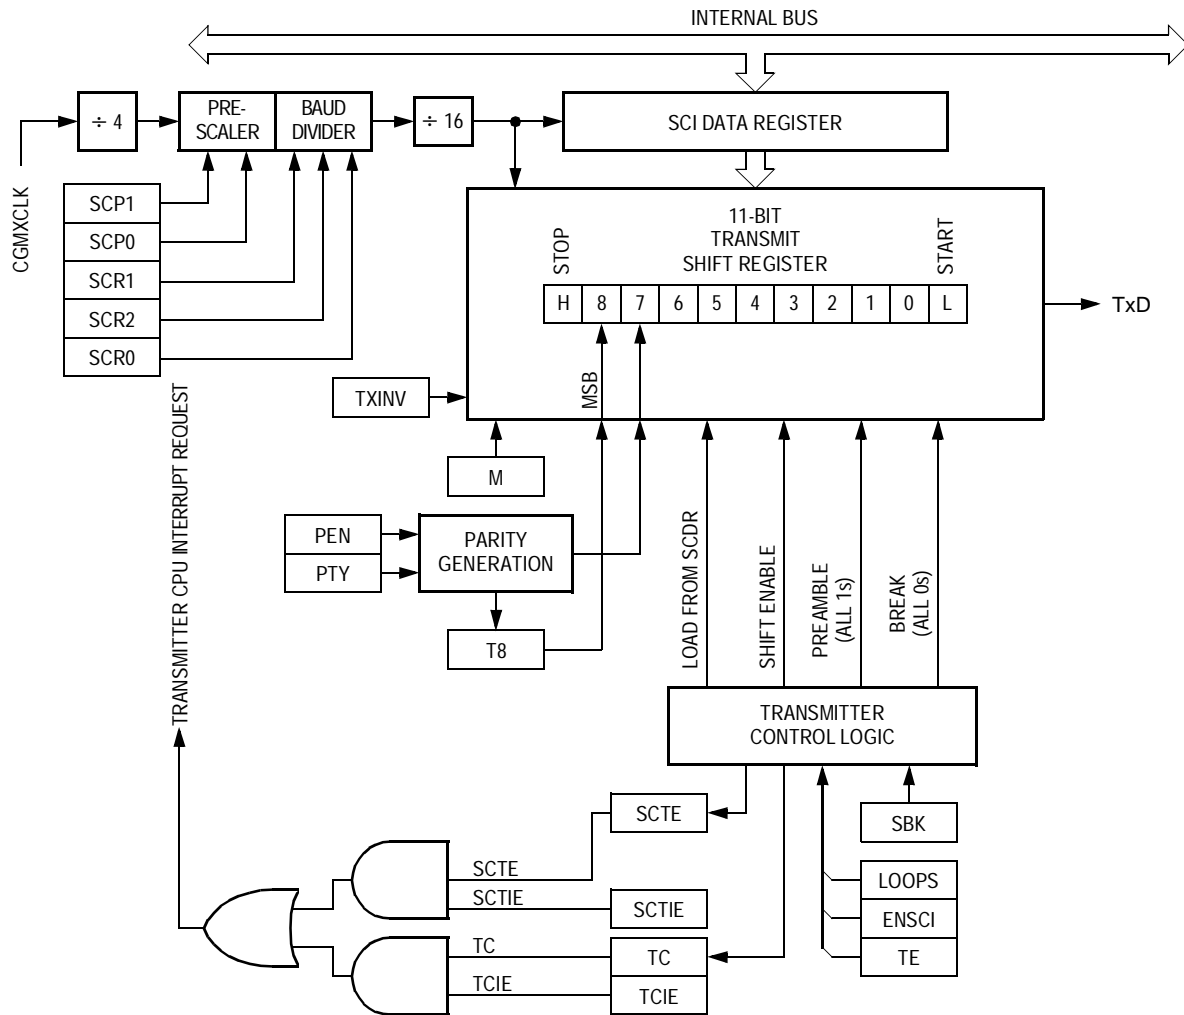 INTERNAL BUS
÷ 4
PRE-
SCALER
BAUD
DIVIDER
÷ 16
SCI DATA REGISTER
CGMXCLK
SCP1
SCP0
SCR1
SCR2
SCR0
11-BIT
TRANSMIT
SHIFT REGISTER
STOP
START
H 8 7 6 5 4 3 2 1 0 L
TxD
MSB
TXINV
M
PEN
PTY
PARITY
GENERATION
T8
LOAD FROM SCDR
SHIFT ENABLE
PREAMBLE
(ALL 1s)
BREAK
(ALL 0s)
TRANSMITTER CPU INTERRUPT REQUEST
TRANSMITTER
CONTROL LOGIC
SCTE
SBK
SCTE
SCTIE
SCTIE
LOOPS
ENSCI
TE
TC
TC
TCIE
TCIE